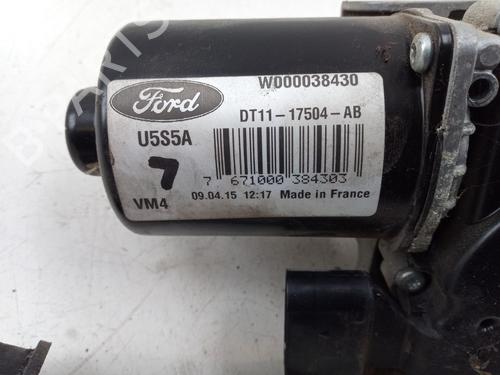 W000038430
Ford
DT11-17504-AB
U5S5A
7
7 671000 384303
VM4
09.04.15 12:17 Made in France